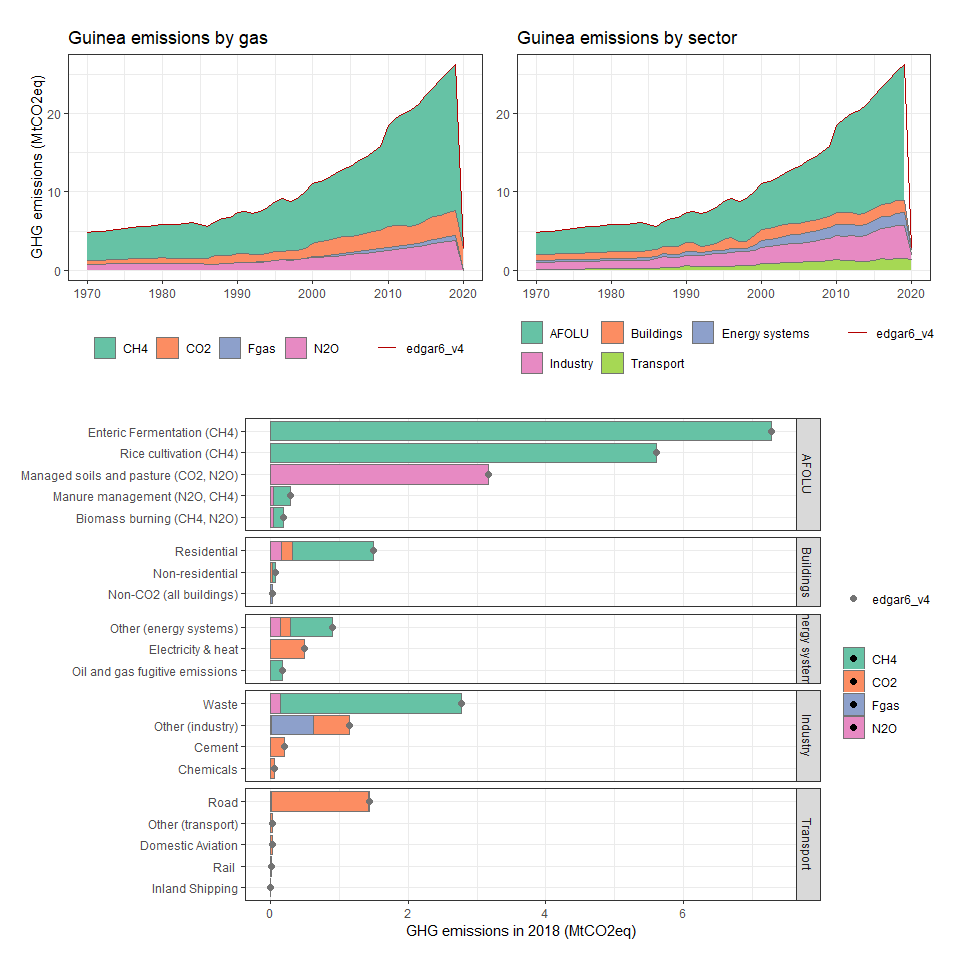 Guinea emissions by gas
Guinea emissions by sector
GHG emissions (MtCO2eq)
20
10
0
1970 1980 1990 2000 2010 2020
20
10
0
1970 1980 1990 2000 2010 2020
CH4 CO2 Fgas N2O edgar6_v4
AFOLU Buildings Energy systems edgar6_v4
Industry Transport
Enteric Fermentation (CH4)
Rice cultivation (CH4)
Managed soils and pasture (CO2, N2O)
Manure management (N2O, CH4)
Biomass burning (CH4, N2O)
AFOLU
Residential
Non-residential
Non-CO2 (all buildings)
Buildings
Other (energy systems)
Electricity & heat
Oil and gas fugitive emissions
nergy system
Waste
Other (industry)
Cement
Chemicals
Industry
Road
Other (transport)
Domestic Aviation
Rail
Inland Shipping
Transport
0 2 4 6
GHG emissions in 2018 (MtCO2eq)
edgar6_v4
CH4
CO2
Fgas
N2O